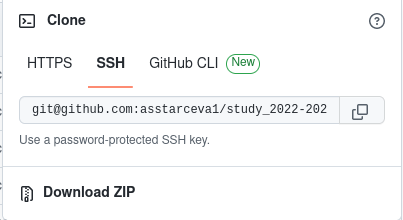 Clone
HTTPS SSH GitHub CLI New
git@github.com:asstarceva1/study_2022-202
Use a password-protected SSH key.
Download ZIP